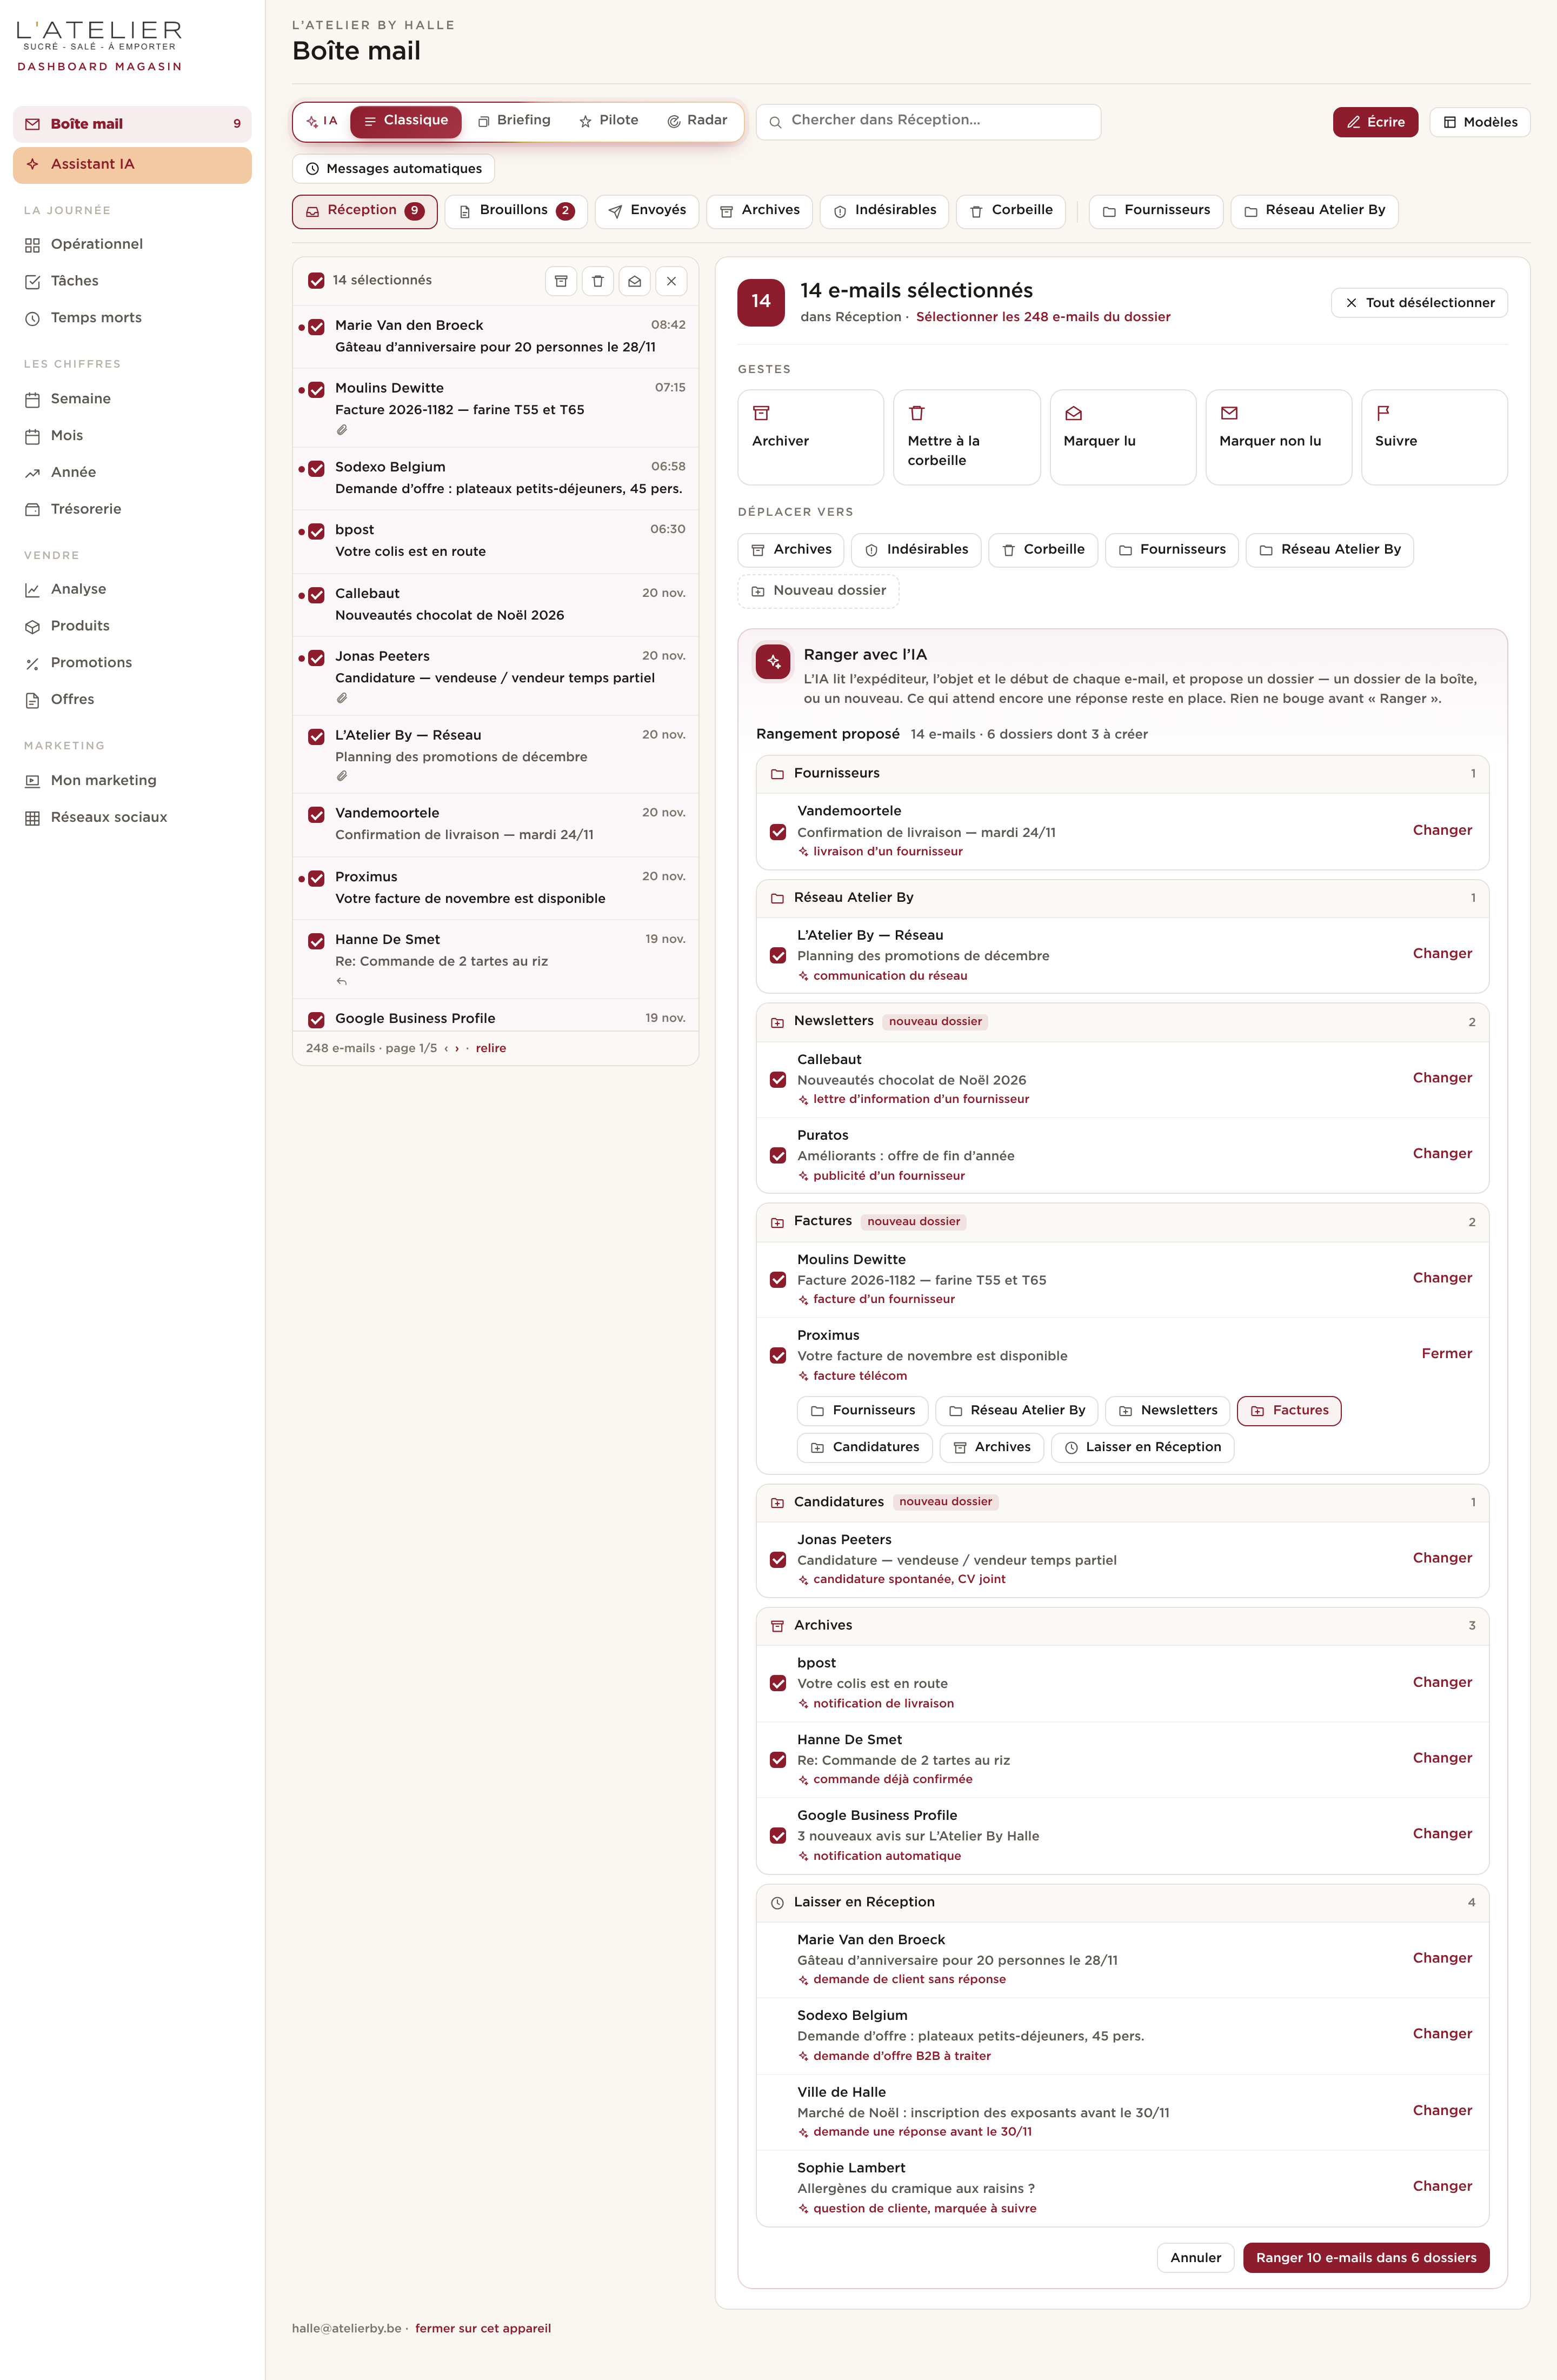 L'ATELIER
SUCRÉ - SALÉ - À EMPORTER
DASHBOARD MAGASIN
Boîte mail 9
Assistant IA
LA JOURNÉE
Opérationnel
Tâches
Temps morts
LES CHIFFRES
Semaine
Mois
Année
Trésorerie
VENDRE
Analyse
Produits
Promotions
Offres
MARKETING
Mon marketing
Réseaux sociaux
L’ATELIER BY HALLE
Boîte mail
IA Classique Briefing Pilote Radar Chercher dans Réception… Écrire Modèles
Messages automatiques
Réception 9 Brouillons 2 Envoyés Archives Indésirables Corbeille Fournisseurs Réseau Atelier By
14 sélectionnés
Marie Van den Broeck 08:42
Gâteau d’anniversaire pour 20 personnes le 28/11
Moulins Dewitte 07:15
Facture 2026-1182 — farine T55 et T65
Sodexo Belgium 06:58
Demande d’offre : plateaux petits-déjeuners, 45 pers.
bpost 06:30
Votre colis est en route
Callebaut 20 nov.
Nouveautés chocolat de Noël 2026
Jonas Peeters 20 nov.
Candidature — vendeuse / vendeur temps partiel
L’Atelier By — Réseau 20 nov.
Planning des promotions de décembre
Vandemoortele 20 nov.
Confirmation de livraison — mardi 24/11
Proximus 20 nov.
Votre facture de novembre est disponible
Hanne De Smet 19 nov.
Re: Commande de 2 tartes au riz
Google Business Profile 19 nov.
248 e-mails · page 1/5 ‹ › · relire
14 14 e-mails sélectionnés
dans Réception · Sélectionner les 248 e-mails du dossier
Tout désélectionner
GESTES
Archiver
Mettre à la
corbeille
Marquer lu
Marquer non lu
Suivre
DÉPLACER VERS
Archives Indésirables Corbeille Fournisseurs Réseau Atelier By
Nouveau dossier
Ranger avec l’IA
L’IA lit l’expéditeur, l’objet et le début de chaque e-mail, et propose un dossier — un dossier de la boîte,
ou un nouveau. Ce qui attend encore une réponse reste en place. Rien ne bouge avant « Ranger ».
Rangement proposé 14 e-mails · 6 dossiers dont 3 à créer
Fournisseurs 1
Vandemoortele
Confirmation de livraison — mardi 24/11
livraison d’un fournisseur
Changer
Réseau Atelier By 1
L’Atelier By — Réseau
Planning des promotions de décembre
communication du réseau
Changer
Newsletters nouveau dossier 2
Callebaut
Nouveautés chocolat de Noël 2026
lettre d’information d’un fournisseur
Changer
Puratos
Améliorants : offre de fin d’année
publicité d’un fournisseur
Changer
Factures nouveau dossier 2
Moulins Dewitte
Facture 2026-1182 — farine T55 et T65
facture d’un fournisseur
Changer
Proximus
Votre facture de novembre est disponible
facture télécom
Fermer
Fournisseurs Réseau Atelier By Newsletters Factures
Candidatures Archives Laisser en Réception
Candidatures nouveau dossier 1
Jonas Peeters
Candidature — vendeuse / vendeur temps partiel
candidature spontanée, CV joint
Changer
Archives 3
bpost
Votre colis est en route
notification de livraison
Changer
Hanne De Smet
Re: Commande de 2 tartes au riz
commande déjà confirmée
Changer
Google Business Profile
3 nouveaux avis sur L’Atelier By Halle
notification automatique
Changer
Laisser en Réception 4
Marie Van den Broeck
Gâteau d’anniversaire pour 20 personnes le 28/11
demande de client sans réponse
Changer
Sodexo Belgium
Demande d’offre : plateaux petits-déjeuners, 45 pers.
demande d’offre B2B à traiter
Changer
Ville de Halle
Marché de Noël : inscription des exposants avant le 30/11
demande une réponse avant le 30/11
Changer
Sophie Lambert
Allergènes du cramique aux raisins ?
question de cliente, marquée à suivre
Changer
Annuler Ranger 10 e-mails dans 6 dossiers
halle@atelierby.be · fermer sur cet appareil